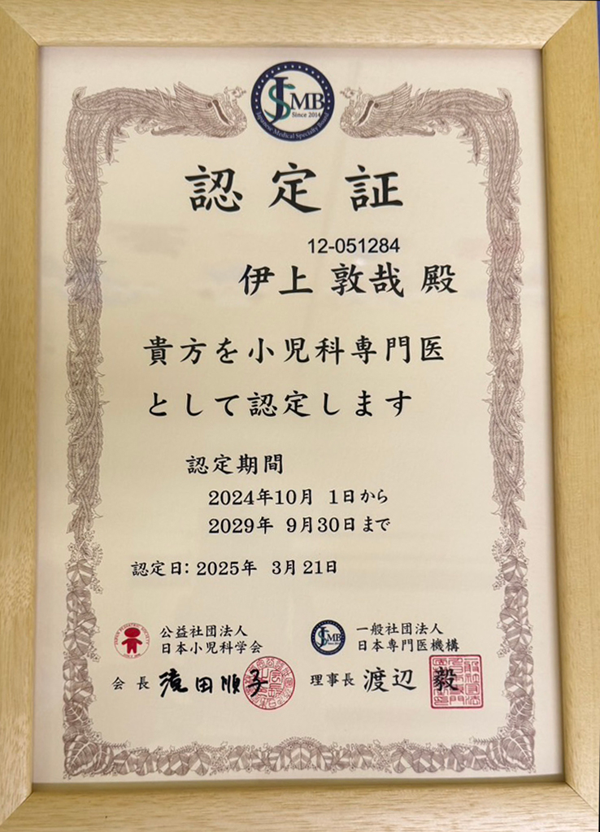 JSMB
Since 2014
Japanese Medical Specialty Board
認定証
12-051284
伊上 敦哉 殿
貴方を小児科専門医
として認定します
認定期間
2024年10月 1日から
2029年 9月30日まで
認定日: 2025年 3月21日
公益社団法人
日本小児科学会
会長 滝田順子
JSMB
一般社団法人
日本専門医機構
理事長 渡辺 毅